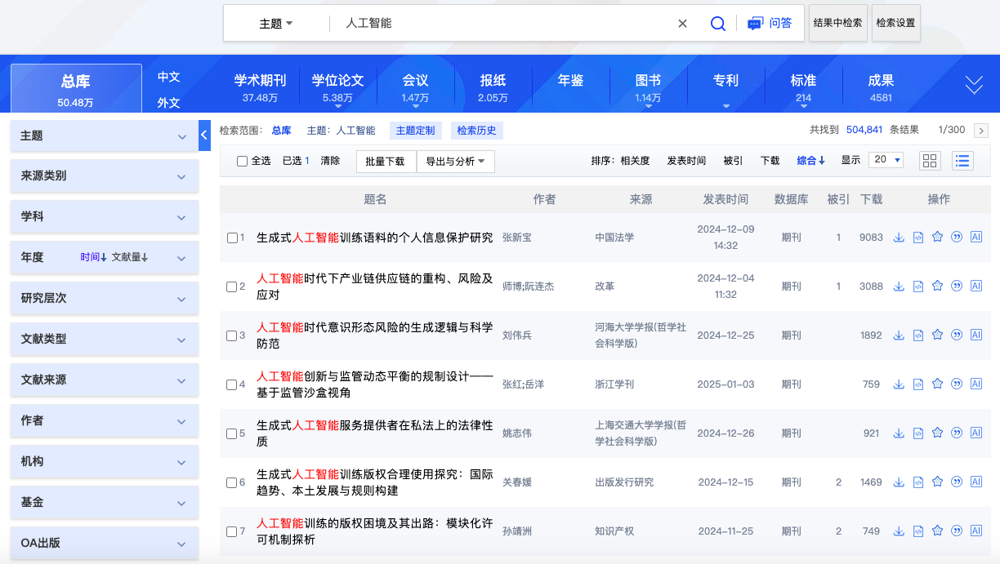 主题 人工智能 问答 结果中检索 检索设置
总库 中文 学术期刊 学位论文 会议 报纸 年鉴 图书 专利 标准 成果
50.48万 外文 37.48万 5.38万 1.47万 2.05万 1.14万 214 4581
检索范围： 总库 主题： 人工智能 主题定制 检索历史 共找到 504,841 条结果 1/300
全选 已选 1 清除 批量下载 导出与分析 排序： 相关度 发表时间 被引 下载 综合↓ 显示 20
主题
来源类别
学科
年度 时间↓ 文献量↓
研究层次
文献类型
文献来源
作者
机构
基金
OA出版
题名 作者 来源 发表时间 数据库 被引 下载 操作
1 生成式人工智能训练语料的个人信息保护研究 张新宝 中国法学 2024-12-09 期刊 1 9083 AI
14:32
2 人工智能时代下产业链供应链的重构、风险及 师博;阮连杰 改革 2024-12-04 期刊 1 3088 AI
应对 11:32
3 人工智能时代意识形态风险的生成逻辑与科学 刘伟兵 河海大学学报(哲学社 2024-12-25 期刊 1892 AI
防范 会科学版)
4 人工智能创新与监管动态平衡的规制设计—— 张红;岳洋 浙江学刊 2025-01-03 期刊 759 AI
基于监管沙盒视角
5 生成式人工智能服务提供者在私法上的法律性 姚志伟 上海交通大学学报(哲 2024-12-26 期刊 921 AI
质 学社会科学版)
6 生成式人工智能训练版权合理使用探究：国际 关春媛 出版发行研究 2024-12-15 期刊 2 1469 AI
趋势、本土发展与规则构建
7 人工智能训练的版权困境及其出路：模块化许 孙靖洲 知识产权 2024-11-25 期刊 2 749 AI
可机制探析